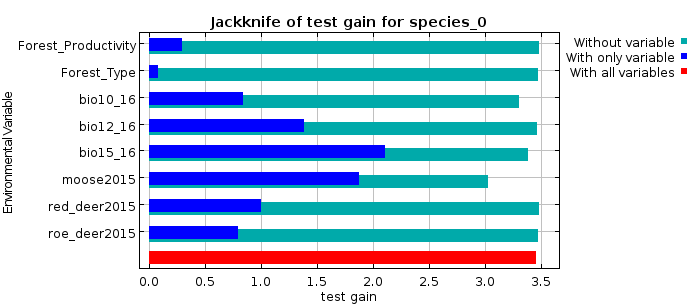 Jackknife of test gain for species_0
Environmental Variable
Forest_Productivity
Forest_Type
bio10_16
bio12_16
bio15_16
moose2015
red_deer2015
roe_deer2015
0.0 0.5 1.0 1.5 2.0 2.5 3.0 3.5
test gain
Without variable
With only variable
With all variables